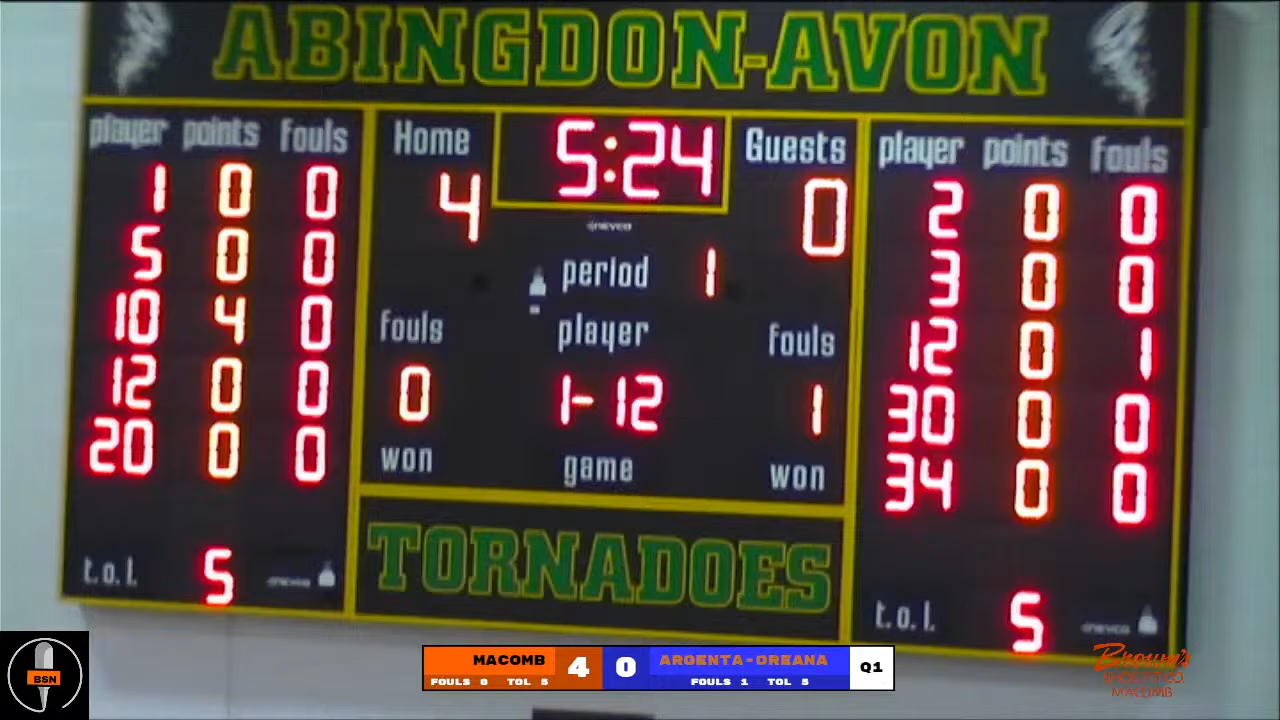 ABINGDON-AVON
player points fouls
1 0 0
5 0 0
10 4 0
12 0 0
20 0 0
t.o.l. 5
Home 5:24 Guests
4 0
period 1
fouls player fouls
0 1-12 1
won game won
TORNADOES
player points fouls
2 0 0
3 0 0
12 0 1
30 0 0
34 0 0
t.o.l. 5
BSN
MACOMB 4 0 ARGENTA-OREANA Q1
FOULS 0 TOL 5 FOULS 1 TOL 5
MACOMB